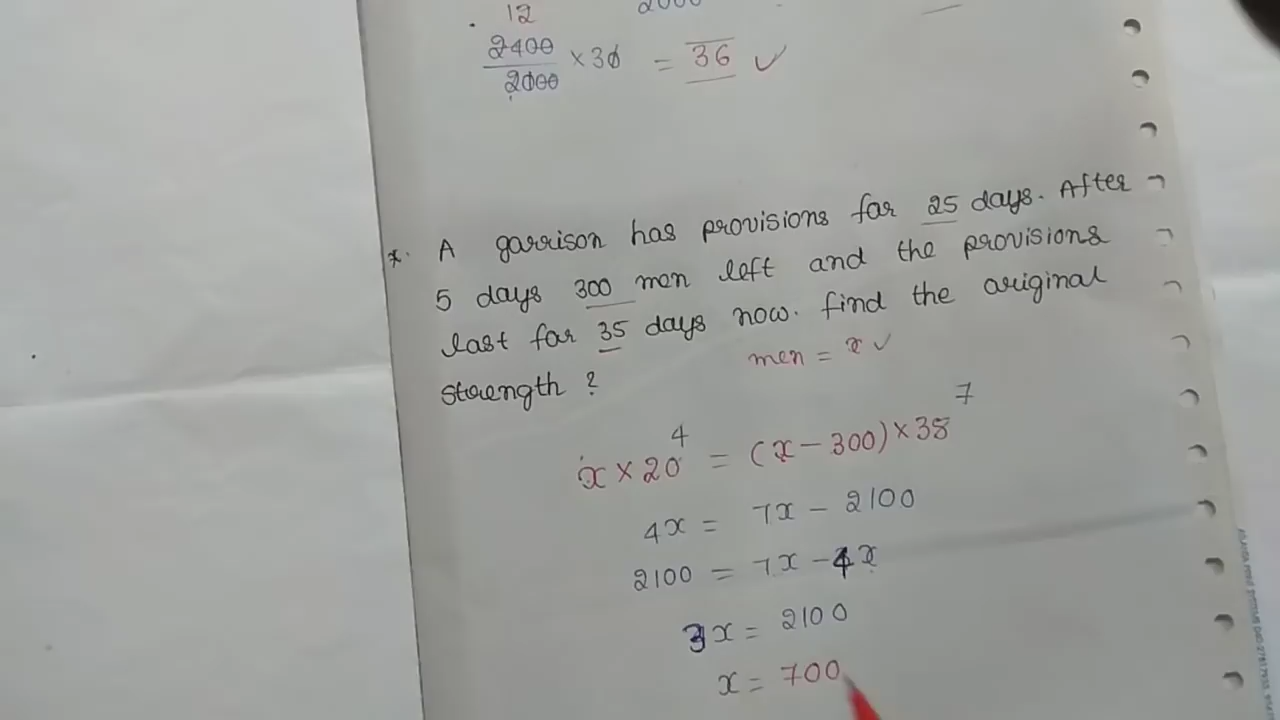 12
2400
2000
× 30 = 36 ✓
*. A garrison has provisions for 25 days. After
5 days 300 men left and the provisions
last for 35 days now. find the original
strength ?
men = x ✓
4 7
x × 20 = (x - 300) × 35
4x = 7x - 2100
2100 = 7x - 4x
3x = 2100
x = 700